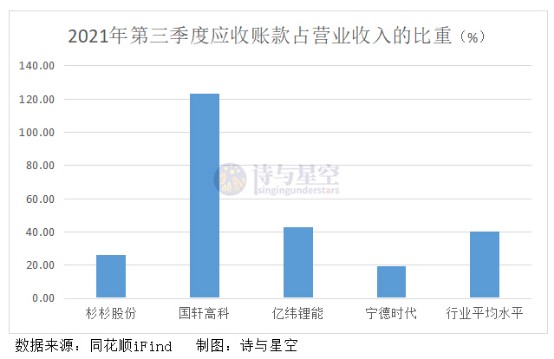 2021年第三季度应收账款占营业收入的比重（%）
140.00
120.00
100.00
80.00
60.00
40.00
20.00
0.00
诗与星空
singingunderstars
杉杉股份 国轩高科 亿纬锂能 宁德时代 行业平均水平
数据来源：同花顺iFind 制图：诗与星空